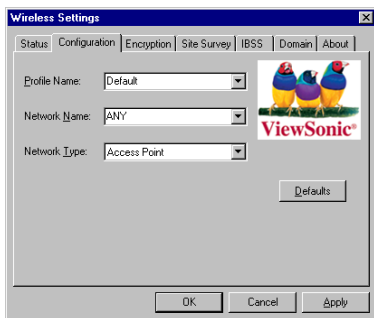 Wireless Settings
Status Configuration Encryption Site Survey IBSS Domain About
Profile Name: Default
Network Name: ANY
Network Type: Access Point
ViewSonic®
Defaults
OK Cancel Apply